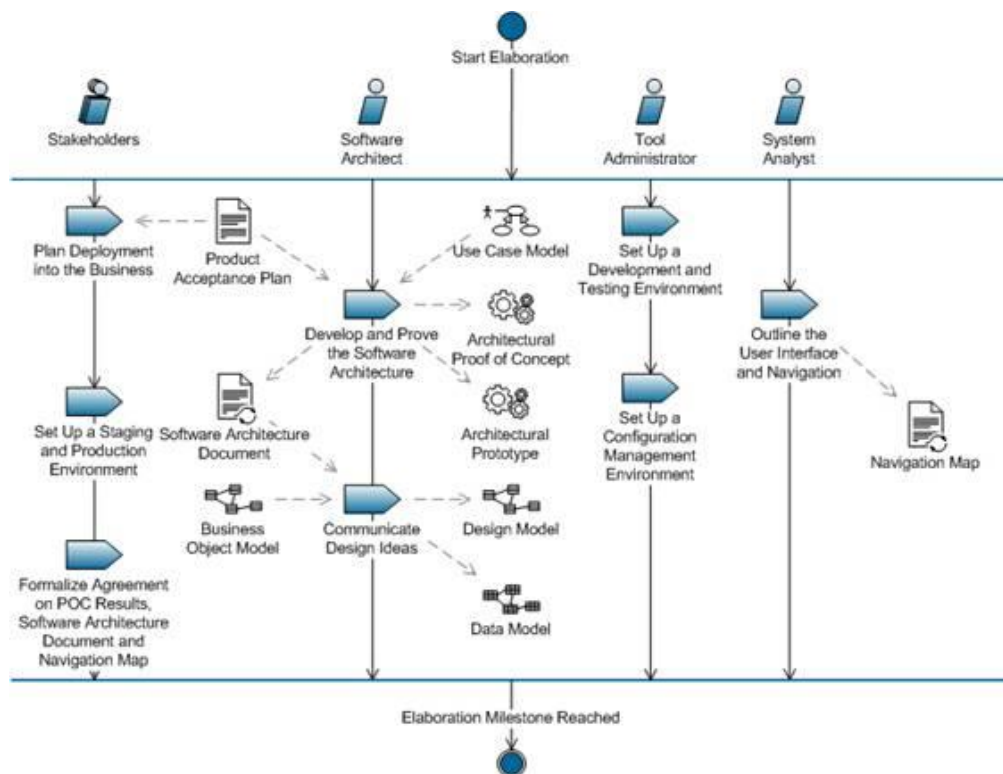 Start Elaboration
Stakeholders
Software
Architect
Tool
Administrator
System
Analyst
Plan Deployment
into the Business
Product
Acceptance Plan
Use Case Model
Set Up a
Development and
Testing Environment
Develop and Prove
the Software
Architecture
Architectural
Proof of Concept
Outline the
User Interface
and Navigation
Set Up a Staging
and Production
Environment
Software Architecture
Document
Architectural
Prototype
Set Up a
Configuration
Management
Environment
Navigation Map
Business
Object Model
Communicate
Design Ideas
Design Model
Formalize Agreement
on POC Results,
Software Architecture
Document and
Navigation Map
Data Model
Elaboration Milestone Reached